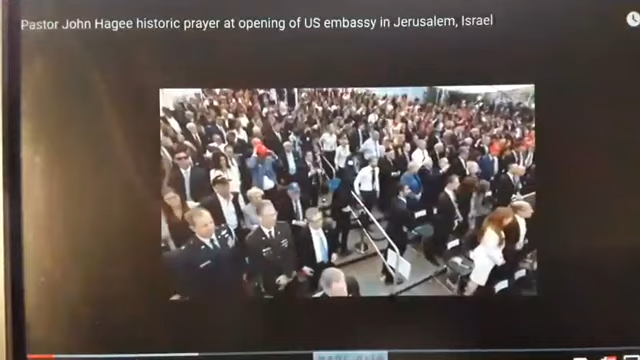 Pastor John Hagee historic prayer at opening of US embassy in Jerusalem, Israel